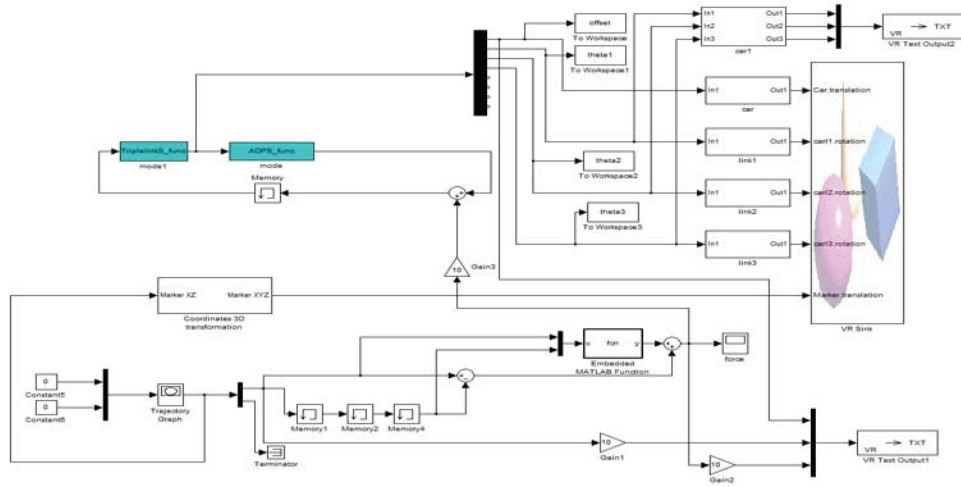 offset
To Workspace
theta1
To Workspace1
In1
In2
In3
Out1
Out2
Out3
car1
VR
TXT
VR Text Output2
In1
Out1
car
Car.translation
TriplelinkS_func
mode1
ADPS_func
mode
Memory
theta2
To Workspace2
theta3
To Workspace3
In1
Out1
link1
cart1.rotation
In1
Out1
link2
cart2.rotation
In1
Out1
link3
cart3.rotation
10
Gain3
Marker XZ
Marker XYZ
Coordinates 3D
transformation
Marker.translation
VR Sink
0
Constant5
0
Constant6
Trajectory
Graph
u
fcn
y
Embedded
MATLAB Function
force
Memory1
Memory2
Memory4
Terminator
10
Gain1
10
Gain2
VR
TXT
VR Text Output1